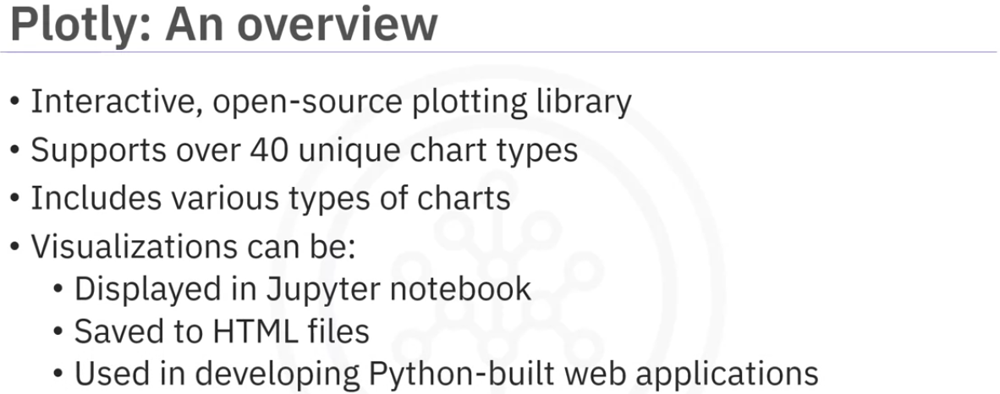 Plotly: An overview
• Interactive, open-source plotting library
• Supports over 40 unique chart types
• Includes various types of charts
• Visualizations can be:
• Displayed in Jupyter notebook
• Saved to HTML files
• Used in developing Python-built web applications